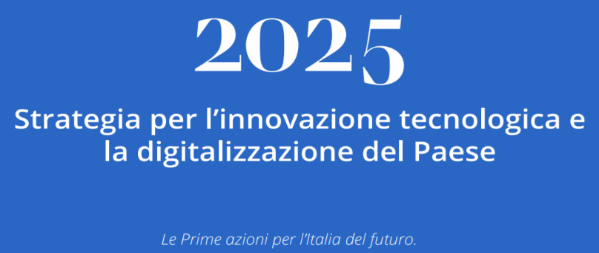 2025
Strategia per l’innovazione tecnologica e
la digitalizzazione del Paese
Le Prime azioni per l’Italia del futuro.